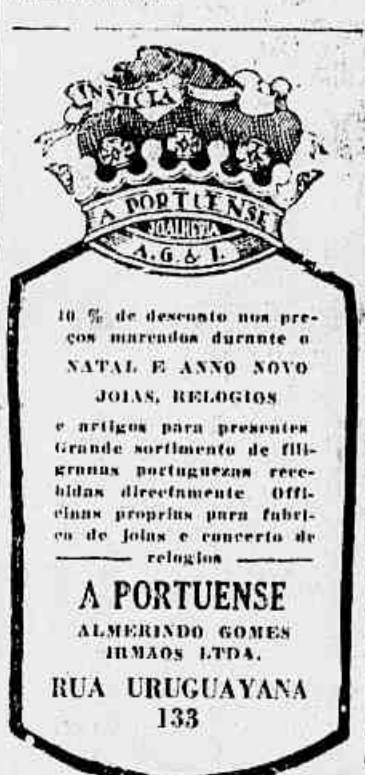 INVICTA
A PORTUENSE
JOALHERIA
A. G. & I.
10 % de desconto nos pre-
ços marcados durante o
NATAL E ANNO NOVO
JOIAS, RELOGIOS
e artigos para presentes
Grande sortimento de fili-
granas portuguezas rece-
bidas directamente Offi-
cinas proprias para fabri-
co de joias e concerto de
relogios
A PORTUENSE
ALMERINDO GOMES
IRMAOS LTDA.
RUA URUGUAYANA
133